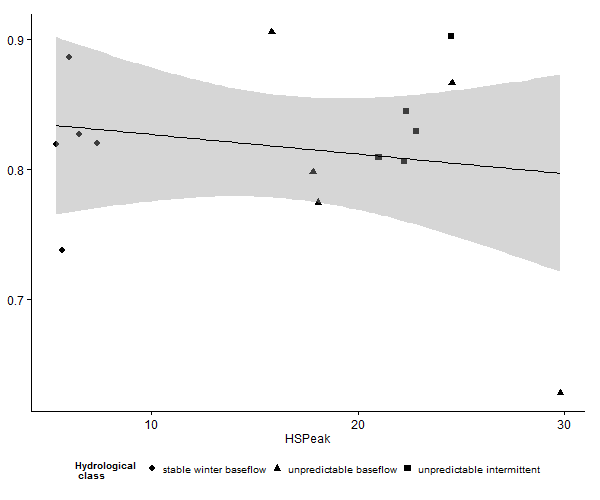 0.9
0.8
0.7
10 20 30
HSPeak
Hydrological
class
stable winter baseflow unpredictable baseflow unpredictable intermittent